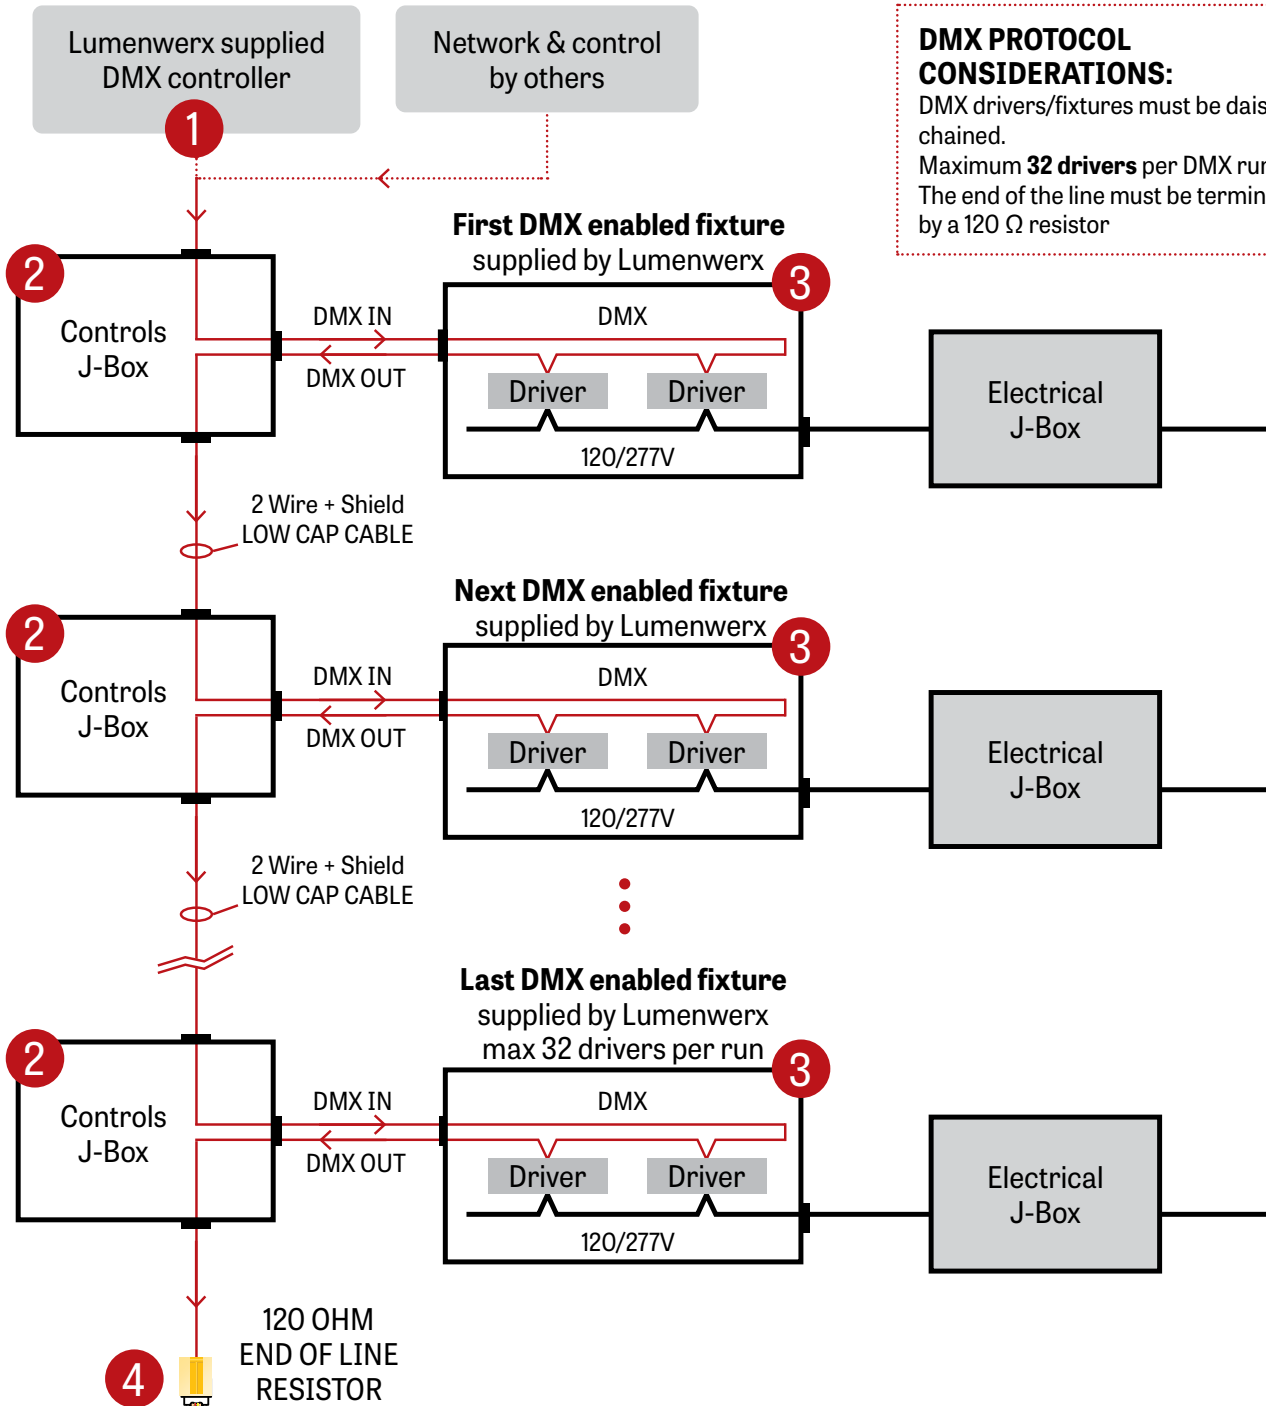 Lumenwerx supplied
DMX controller
1
Network & control
by others
DMX PROTOCOL
CONSIDERATIONS:
DMX drivers/fixtures must be
chained.
Maximum 32 drivers per DMX run
The end of the line must be
by a 120 Ω resistor
First DMX enabled fixture
supplied by Lumenwerx
2
3
Controls
J-Box
DMX IN
DMX OUT
DMX
Driver
Driver
120/277V
Electrical
J-Box
2 Wire + Shield
LOW CAP CABLE
Next DMX enabled fixture
supplied by Lumenwerx
2
3
Controls
J-Box
DMX IN
DMX OUT
DMX
Driver
Driver
120/277V
Electrical
J-Box
2 Wire + Shield
LOW CAP CABLE
Last DMX enabled fixture
supplied by Lumenwerx
max 32 drivers per run
2
3
Controls
J-Box
DMX IN
DMX OUT
DMX
Driver
Driver
120/277V
Electrical
J-Box
4
120 OHM
END OF LINE
RESISTOR